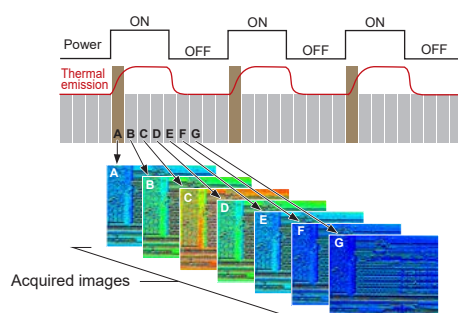 ON ON ON
Power
OFF OFF OFF
Thermal
emission
A B C D E F G
A
B
C
D
E
F
G
Acquired images